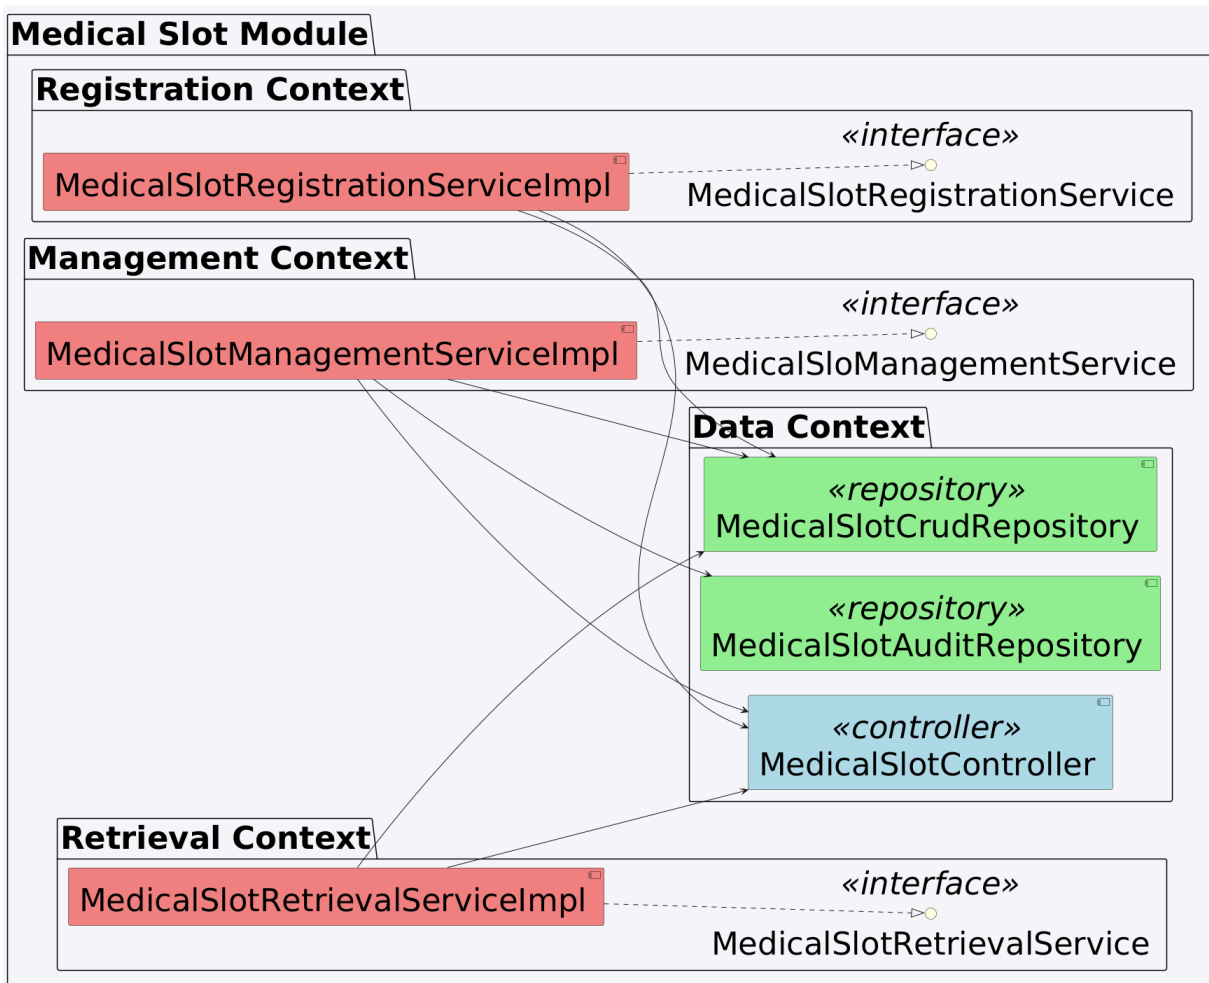 Medical Slot Module
Registration Context
«interface»
MedicalSlotRegistrationServiceImpl
MedicalSlotRegistrationService
Management Context
«interface»
MedicalSlotManagementServiceImpl
MedicalSloManagementService
Data Context
«repository»
MedicalSlotCrudRepository
«repository»
MedicalSlotAuditRepository
«controller»
MedicalSlotController
Retrieval Context
«interface»
MedicalSlotRetrievalServiceImpl
MedicalSlotRetrievalService